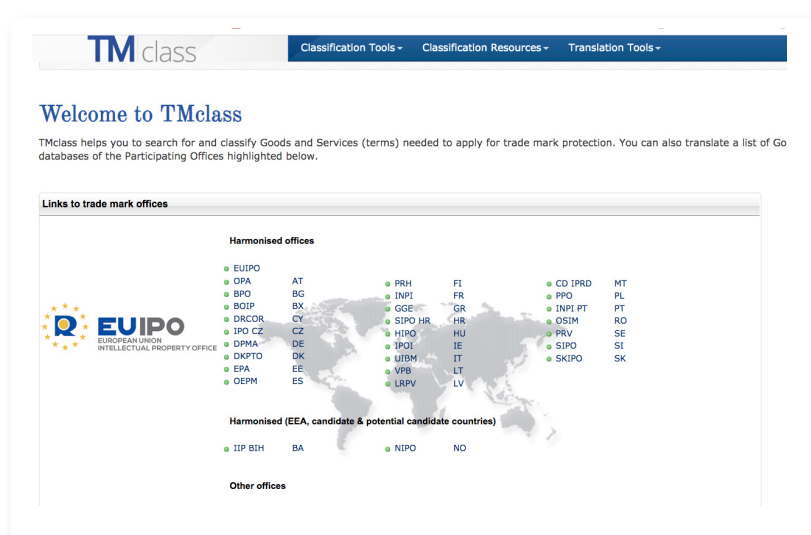 TM class
Classification Tools
Classification Resources
Translation Tools
Welcome to TMclass
TMclass helps you to search for and classify Goods and Services (terms) needed to apply for trade mark protection. You can also translate a list of Go
databases of the Participating Offices highlighted below.
Links to trade mark offices
Harmonised offices
EUIPO
OPA AT
BPO BG
BOIP BX
DRCOR CY
IPO CZ CZ
DPMA DE
DKPTO DK
EPA EE
OEPM ES
PRH FI
INPI FR
GGE GR
SIPO HR HR
HIPO HU
IPOI IE
UIBM IT
VPB LT
LRPV LV
CD IPRD MT
PPO PL
INPI PT PT
OSIM RO
PRV SE
SIPO SI
SKIPO SK
R
EUIPO
EUROPEAN UNION
INTELLECTUAL PROPERTY OFFICE
Harmonised (EEA, candidate & potential candidate countries)
IIP BIH BA
NIPO NO
Other offices